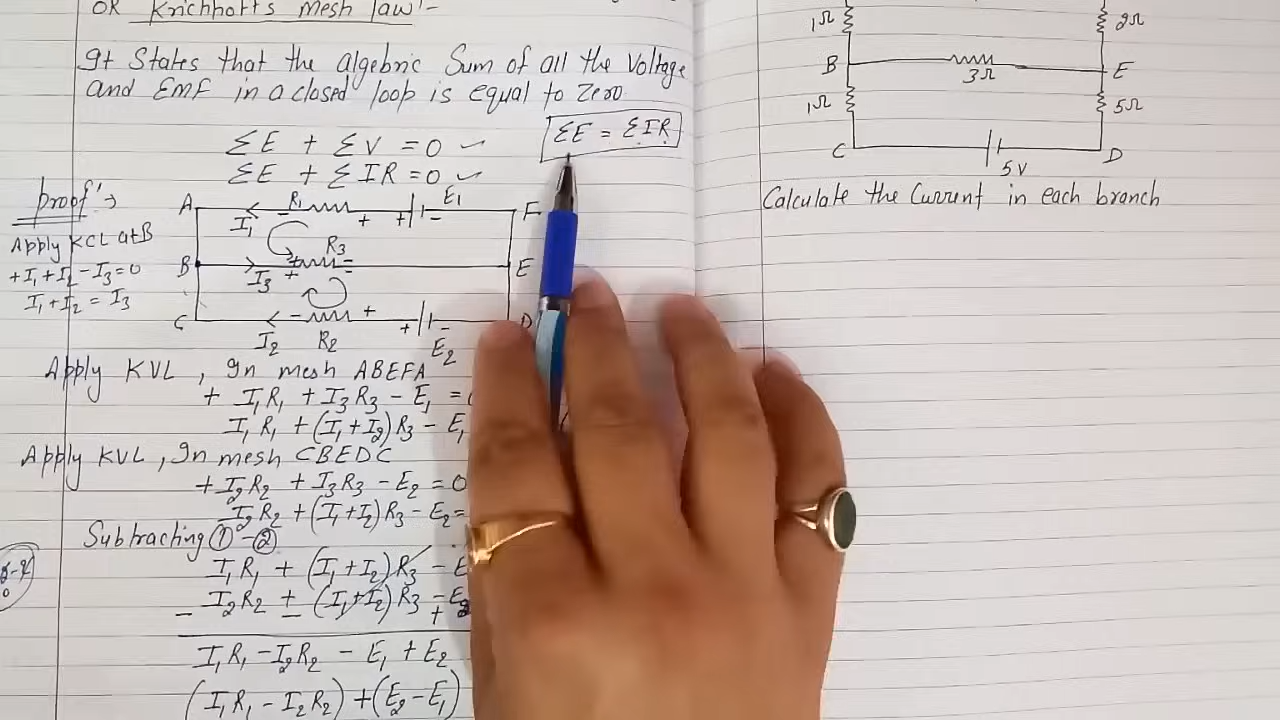 OR Krichhoff's Mesh law:-
It States that the algebric Sum of all the Voltage
and EMF in a closed loop is equal to Zero
ΣE + ΣV = 0
ΣE = ΣIR
ΣE + ΣIR = 0
proof:→
Apply KCL at B
+I₁+I₂-I₃=0
I₁+I₂ = I₃
A I₁ R₁ + + - E₁ F
B I₃ + R₃ E
C I₂ - R₂ + + - E₂ D
Apply KVL, In mesh ABEFA
+ I₁R₁ + I₃R₃ - E₁ =
I₁R₁ + (I₁+I₂)R₃ - E₁
Apply KVL, In mesh CBEDC
+ I₂R₂ + I₃R₃ - E₂ = 0
I₂R₂ + (I₁+I₂)R₃ - E₂ =
Subtracting ① - ②
I₁R₁ + (I₁+I₂)R₃ - E
- I₂R₂ ± (I₁+I₂)R₃ - E₂ +
I₁R₁ - I₂R₂ - E₁ + E₂
(I₁R₁ - I₂R₂) + (E₂ - E₁)
1Ω 2Ω
B 3Ω E
1Ω 5Ω
C 5V D
Calculate the Current in each branch